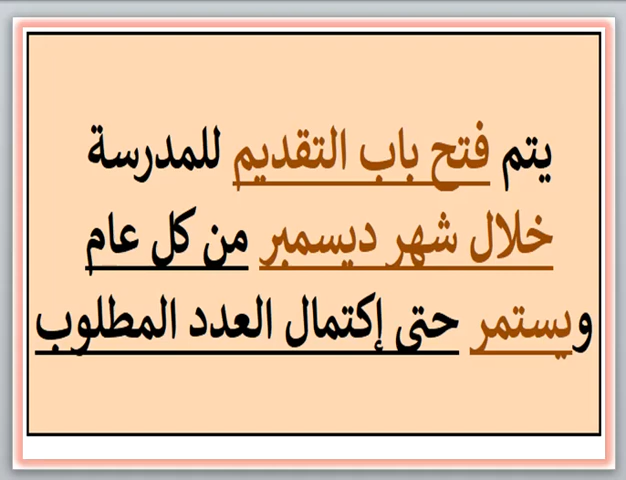 يتم فتح باب التقديم للمدرسة
خلال شهر ديسمبر من كل عام
ويستمر حتى إكتمال العدد المطلوب